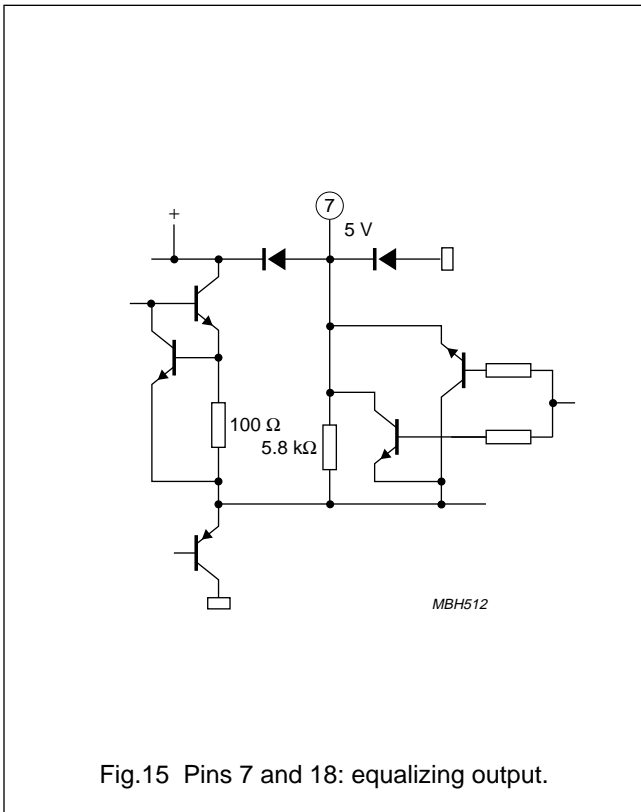 +
7
5 V
100 Ω
5.8 kΩ
MBH512
Fig.15 Pins 7 and 18: equalizing output.